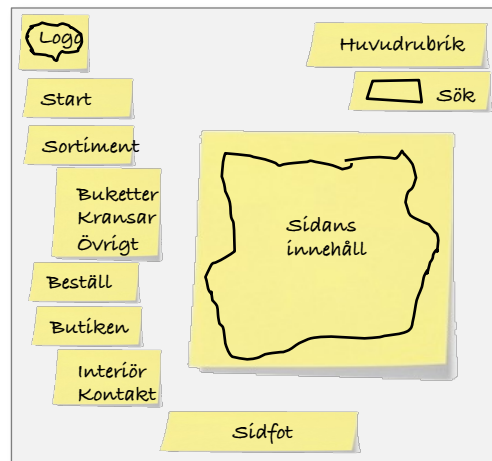 Logo
Huvudrubrik
Sök
Start
Sortiment
Buketter
Kransar
Övrigt
Beställ
Butiken
Interiör
Kontakt
Sidans
innehåll
Sidfot